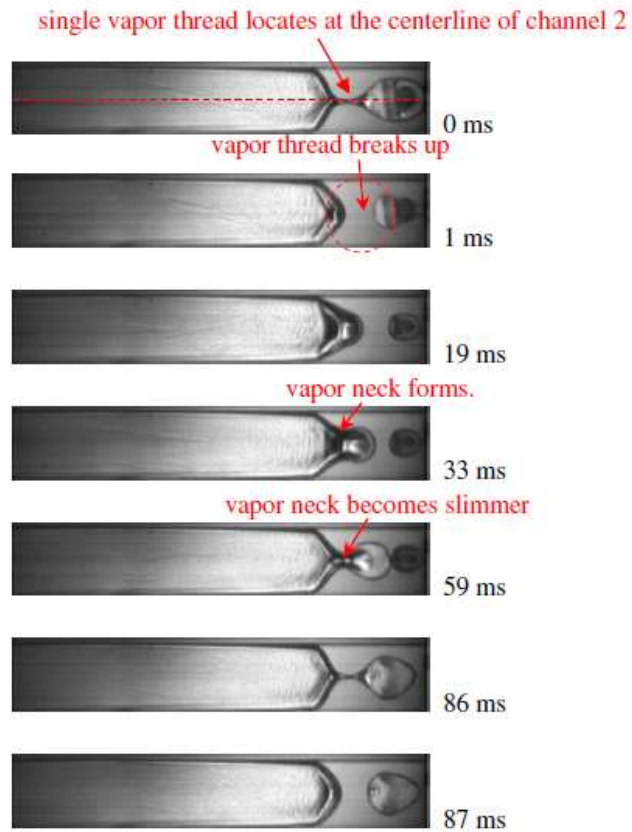 single vapor thread locates at the centerline of channel 2
0 ms
vapor thread breaks up
1 ms
19 ms
vapor neck forms.
33 ms
vapor neck becomes slimmer
59 ms
86 ms
87 ms